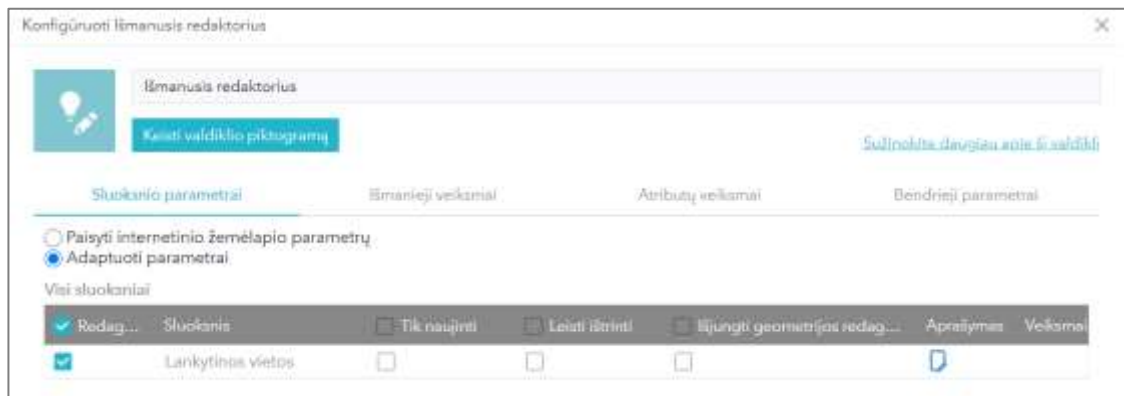 Konfigūruoti Išmanusis redaktorius
Išmanusis redaktorius
Keisti valdiklio piktogramą
Sužinokite daugiau apie šį valdiklį
Sluoksnio parametrai Išmanieji veiksmai Atributų veiksmai Bendrieji parametrai
Paisyti internetinio žemėlapio parametrų
Adaptuoti parametrai
Visi sluoksniai
Redag... Sluoksnis Tik naujinti Leisti ištrinti Išjungti geometrijos redag... Aprašymas Veiksmai
Lankytinos vietos